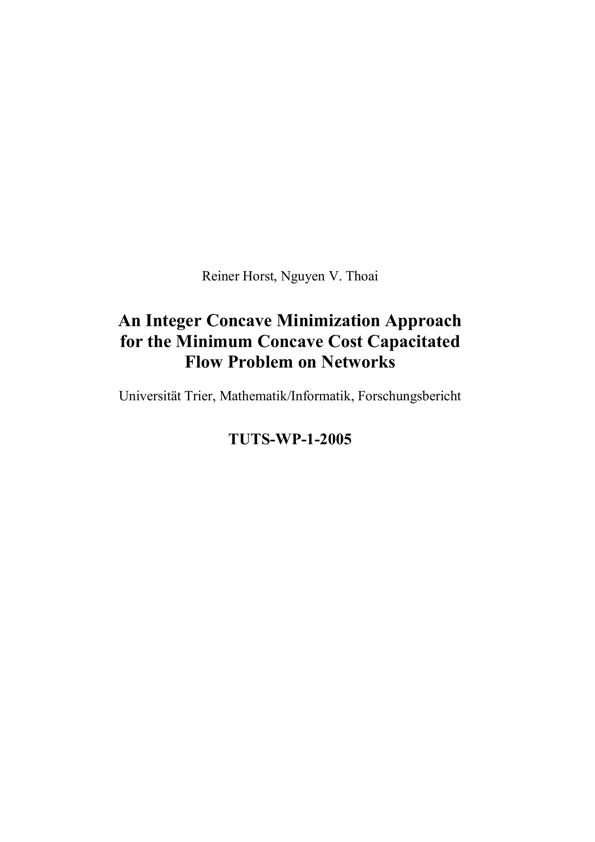 Reiner Horst, Nguyen V. Thoai
An Integer Concave Minimization Approach
for the Minimum Concave Cost Capacitated
Flow Problem on Networks
Universität Trier, Mathematik/Informatik, Forschungsbericht
TUTS-WP-1-2005